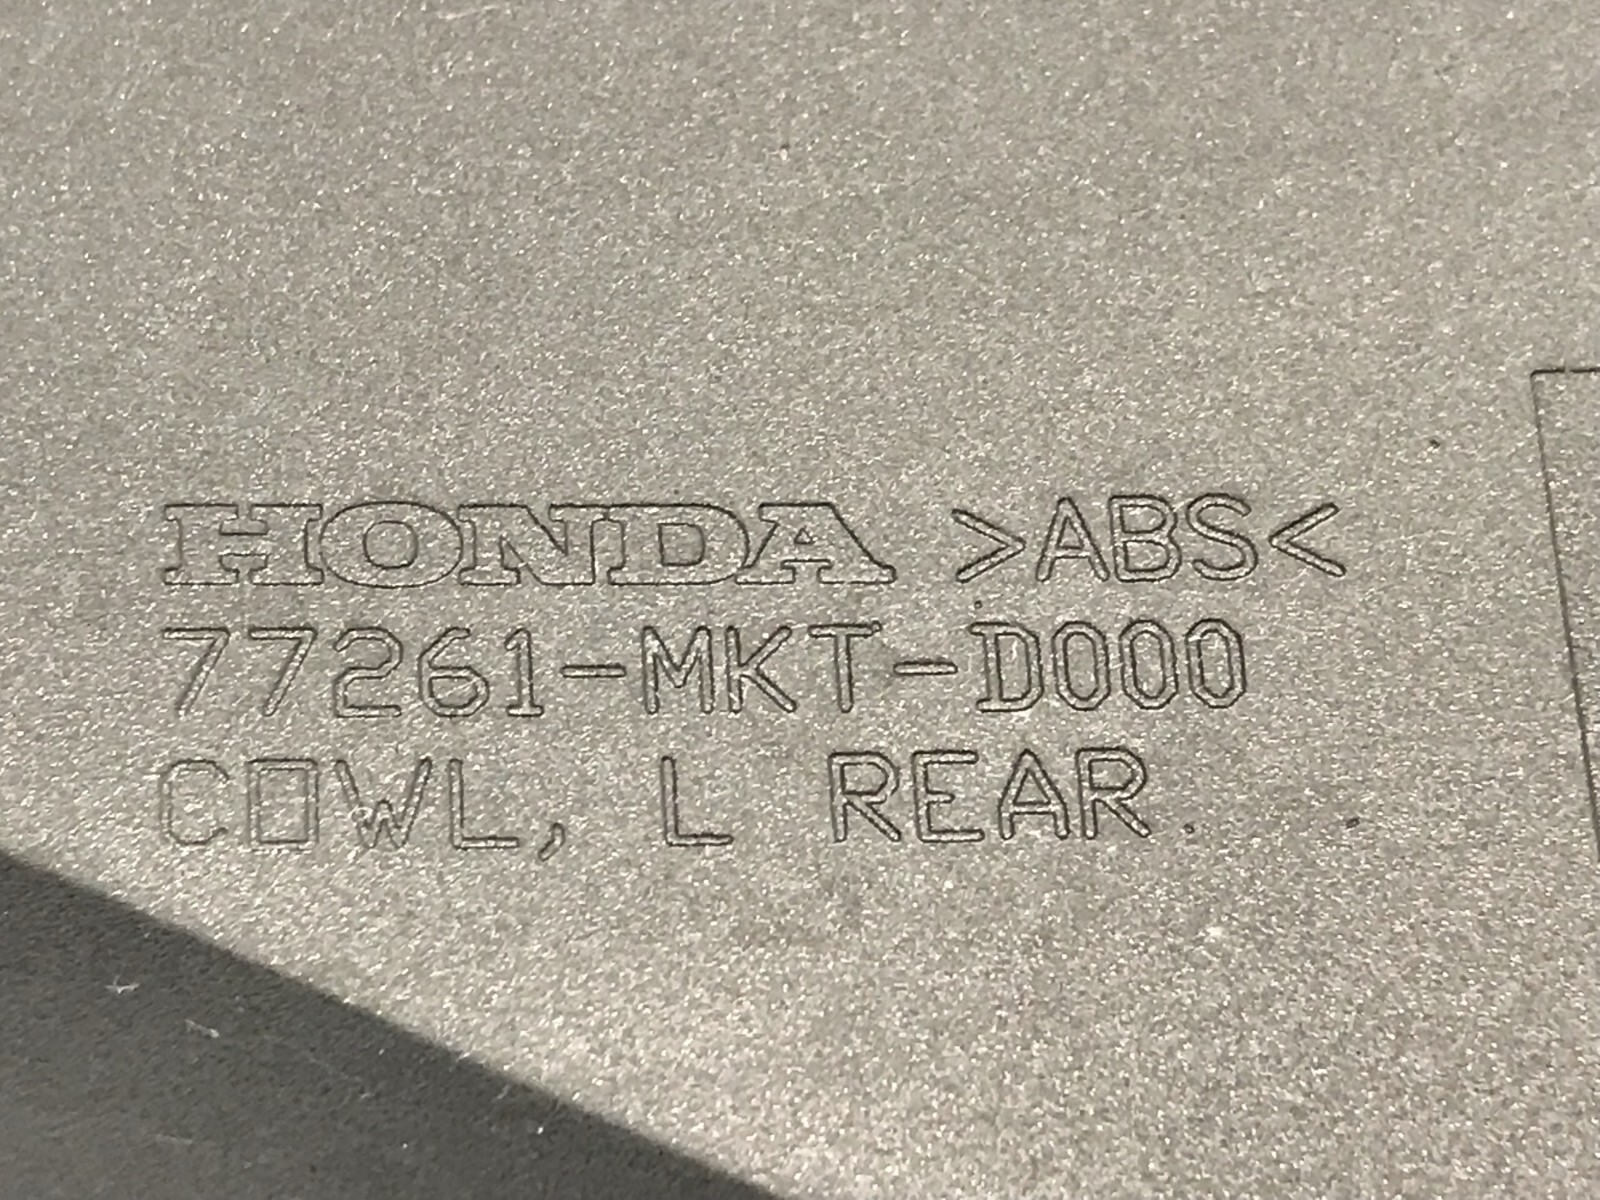 HONDA >ABS<
77261-MKT-D000
COWL, L REAR.